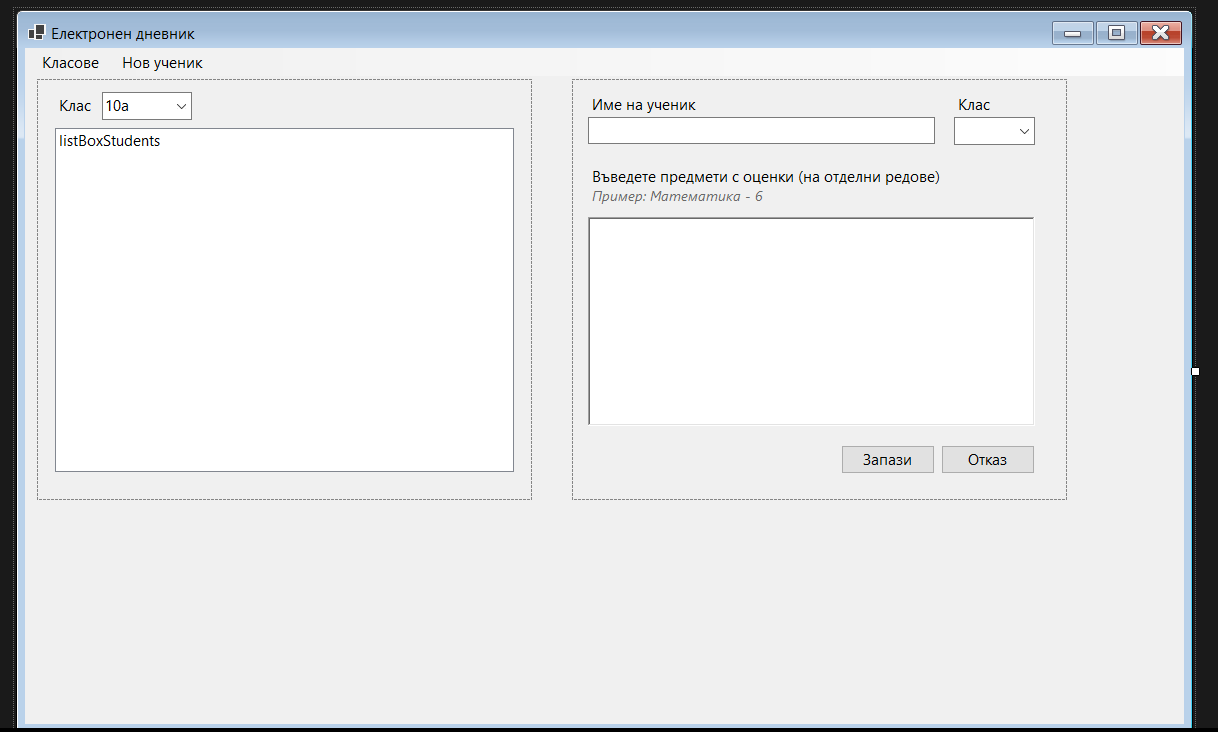 Електронен дневник
Класове Нов ученик
Клас 10а
listBoxStudents
Име на ученик Клас
Въведете предмети с оценки (на отделни редове)
Пример: Математика - 6
Запази Отказ